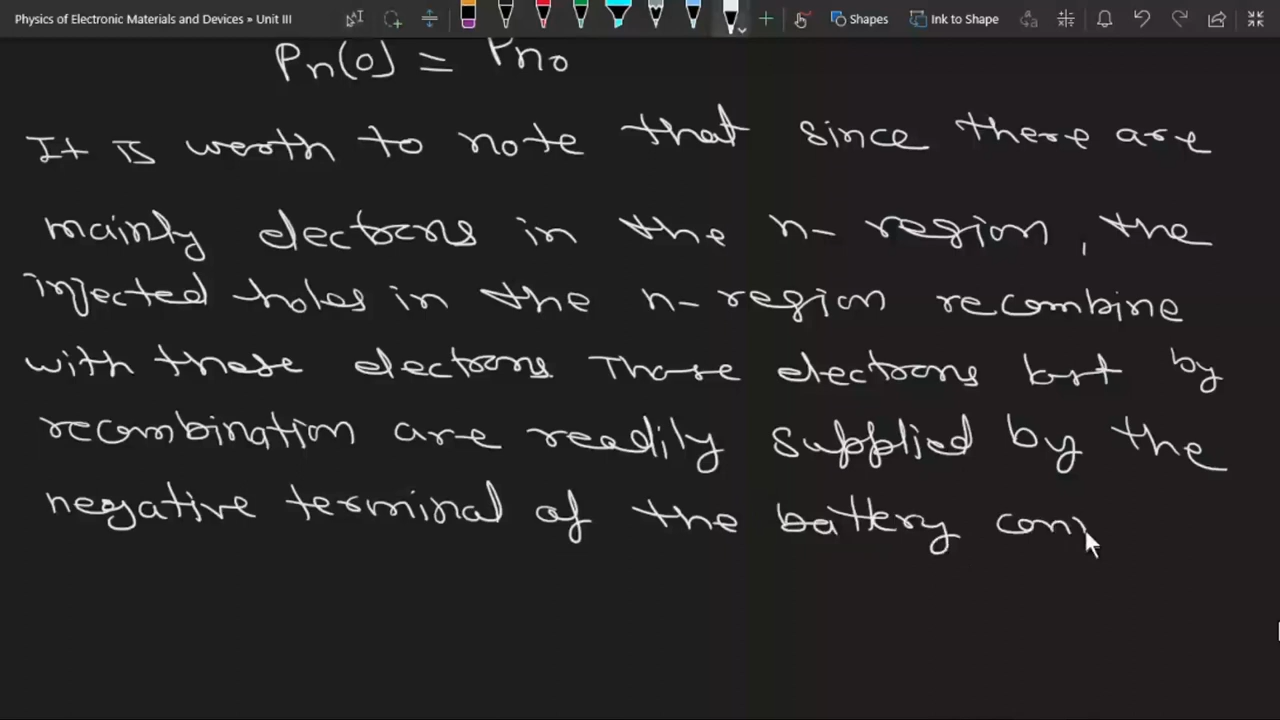 Physics of Electronic Materials and Devices » Unit III
Shapes
Ink to Shape
Pn(0) = Pno
It is worth to note that since there are
mainly electrons in the n- region, the
injected holes in the n- region recombine
with these electrons. Those electrons lost by
recombination are readily supplied by the
negative terminal of the battery con